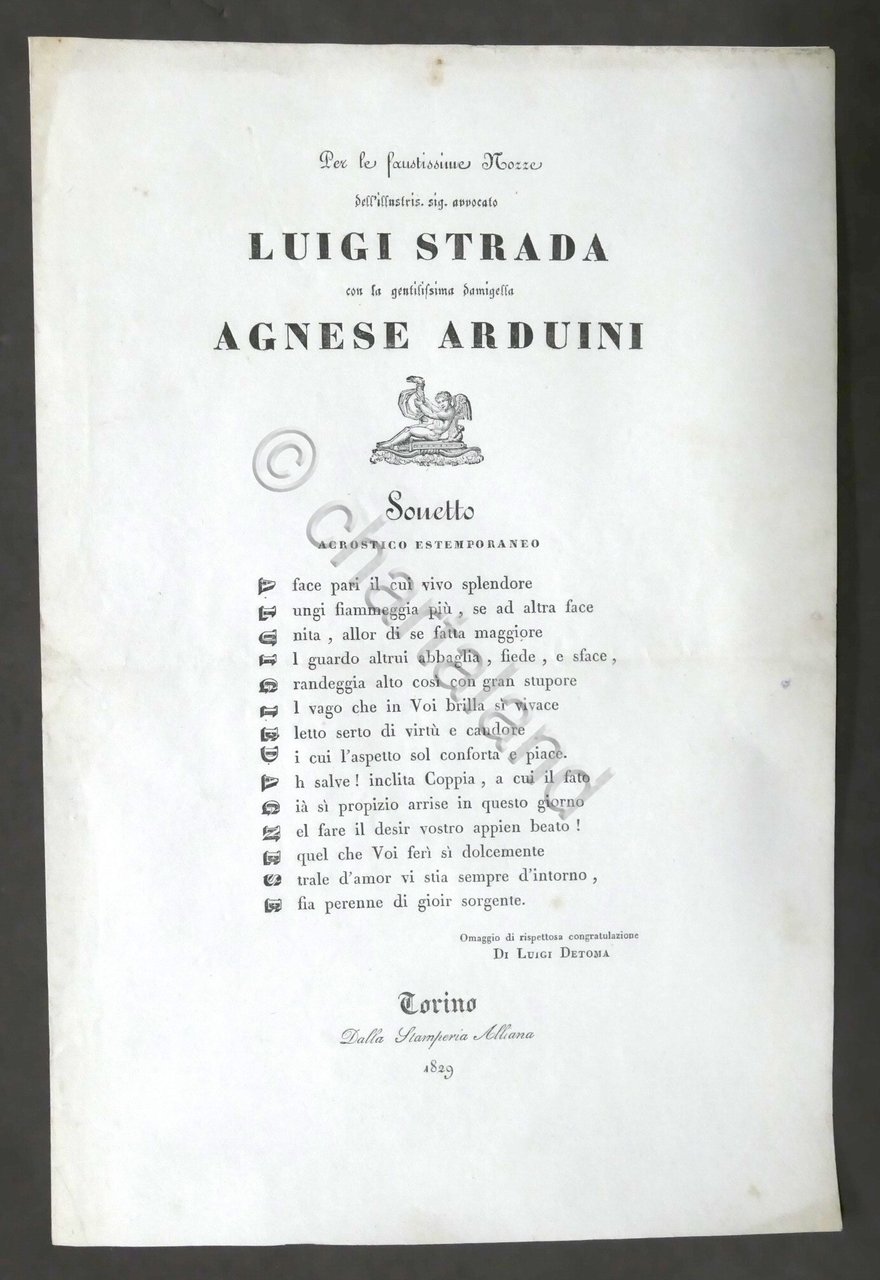 Per le faustissime Nozze
dell'illustris. sig. avvocato
LUIGI STRADA
con la gentilissima damigella
AGNESE ARDUINI
Sonetto
ACROSTICO ESTEMPORANEO
A face pari il cui vivo splendore
L ungi fiammeggia più , se ad altra face
U nita , allor di se fatta maggiore
I l guardo altrui abbaglia , fiede , e sface ,
G randeggia alto così con gran stupore
I l vago che in Voi brilla sì vivace
E letto serto di virtù e candore
D i cui l'aspetto sol conforta e piace.
A h salve ! inclita Coppia , a cui il fato
G ià sì propizio arrise in questo giorno
N el fare il desir vostro appien beato !
E quel che Voi ferì sì dolcemente
S trale d'amor vi stia sempre d'intorno ,
E fia perenne di gioir sorgente.
Omaggio di rispettosa congratulazione
DI LUIGI DETOMA
Torino
Dalla Stamperia Alliana
1829
© chartaland